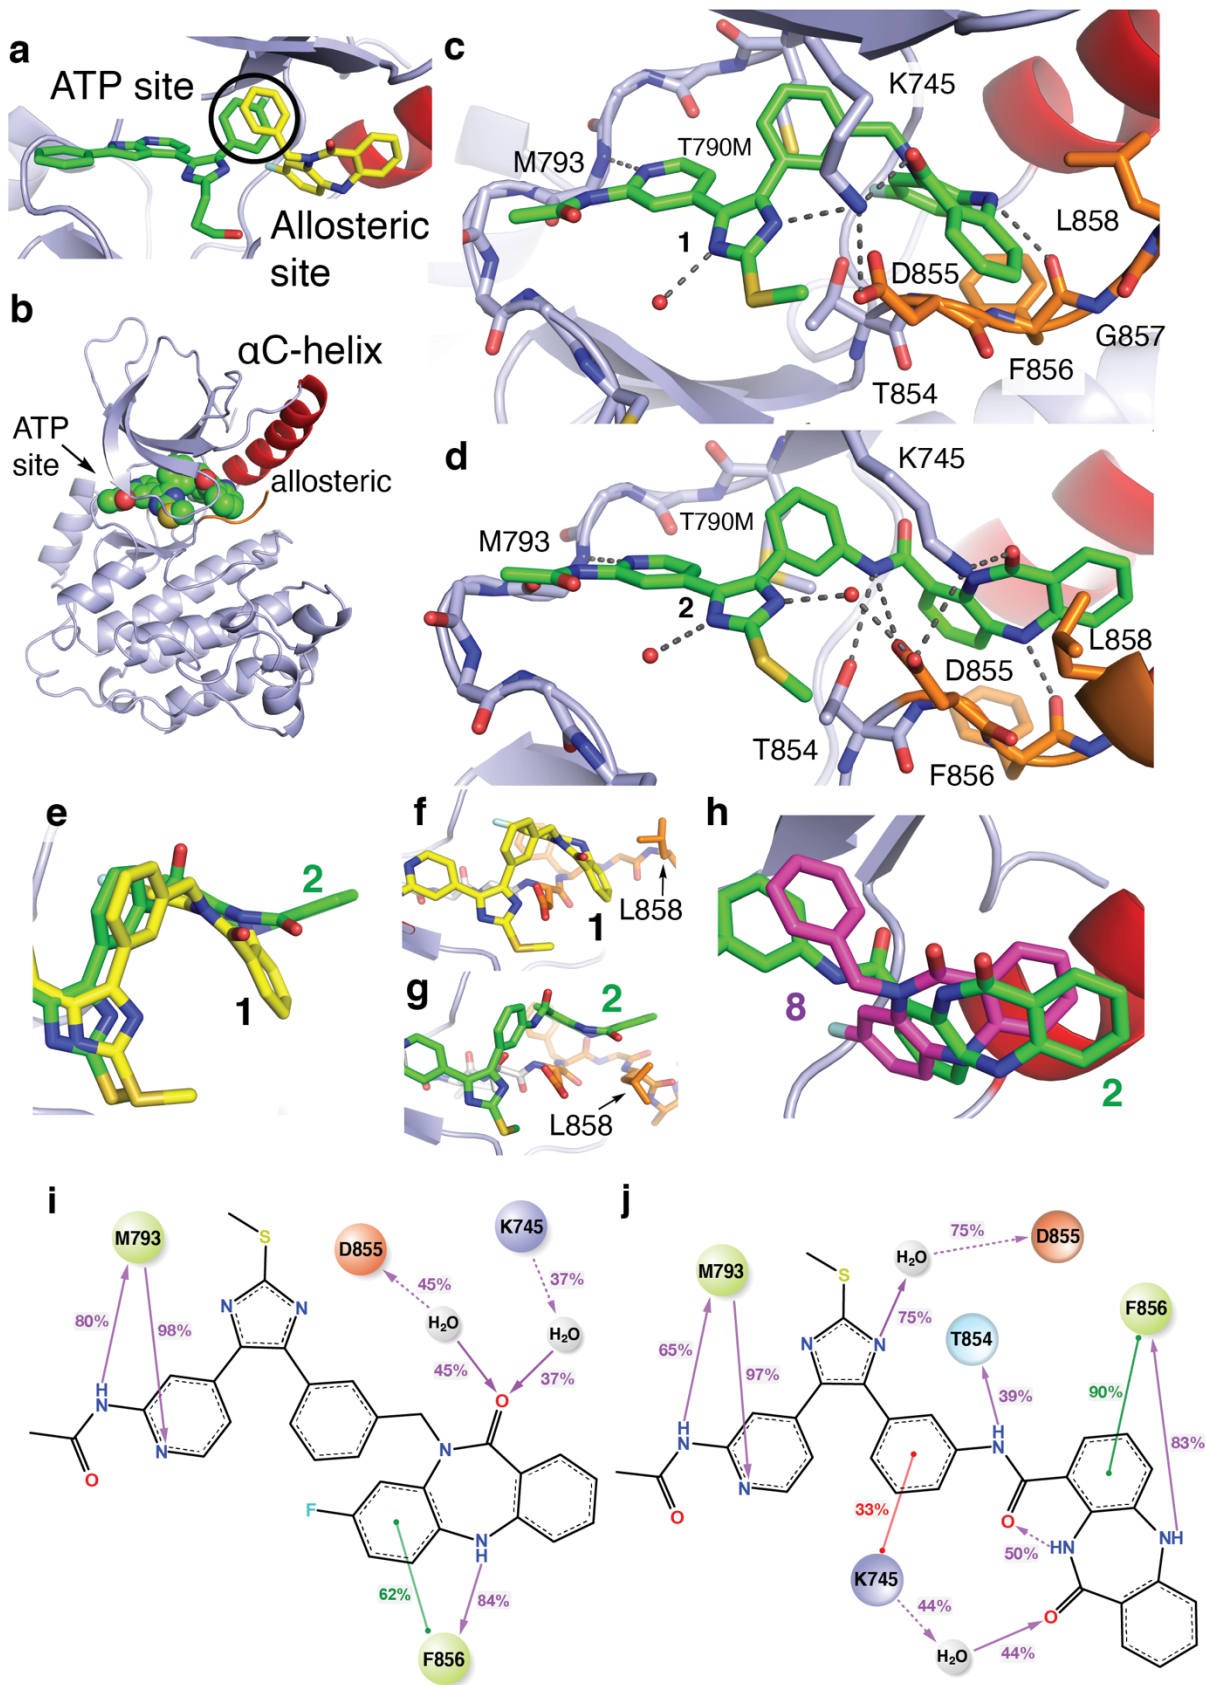 a
ATP site
Allosteric
site
b
αC-helix
ATP
site
allosteric
c
K745
M793
T790M
1
L858
D855
G857
F856
T854
d
K745
M793
T790M
2
L858
D855
T854
F856
e
2
1
f
L858
1
g
2
L858
h
8
2
i
M793
S
D855
K745
45%
37%
80%
98%
N
N
H₂O
H₂O
45%
37%
H
N
O
N
O
N
F
N
H
62%
84%
F856
j
M793
S
H₂O
75%
D855
75%
F856
T854
65%
97%
N
N
39%
90%
83%
H
N
H
N
N
O
33%
O
50%
HN
NH
K745
44%
O
H₂O
44%